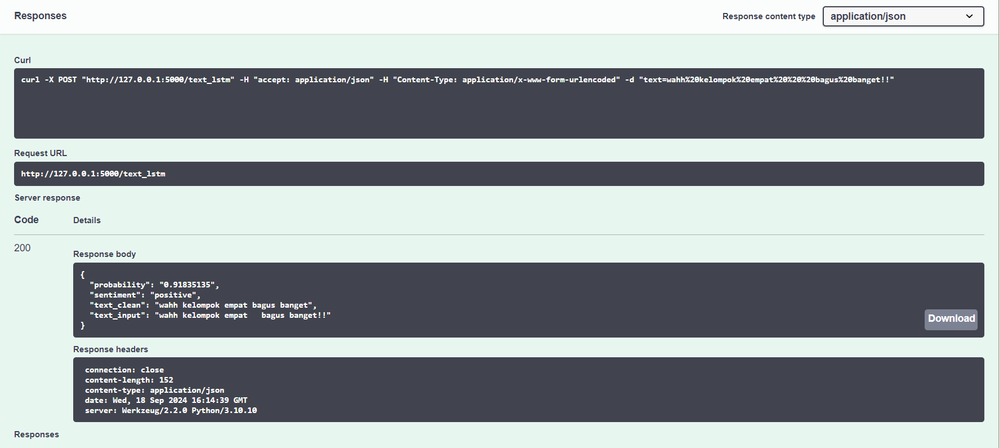 Responses
Response content type application/json
Curl
curl -X POST "http://127.0.0.1:5000/text_lstm" -H "accept: application/json" -H "Content-Type: application/x-www-form-urlencoded" -d "text=wahh%20kelompok%20empat%20%20%20bagus%20banget!!"
Request URL
http://127.0.0.1:5000/text_lstm
Server response
Code Details
200
Response body
{
  "probability": "0.91835135",
  "sentiment": "positive",
  "text_clean": "wahh kelompok empat bagus banget",
  "text_input": "wahh kelompok empat   bagus banget!!"
}
Download
Response headers
connection: close
content-length: 152
content-type: application/json
date: Wed, 18 Sep 2024 16:14:39 GMT
server: Werkzeug/2.2.0 Python/3.10.10
Responses